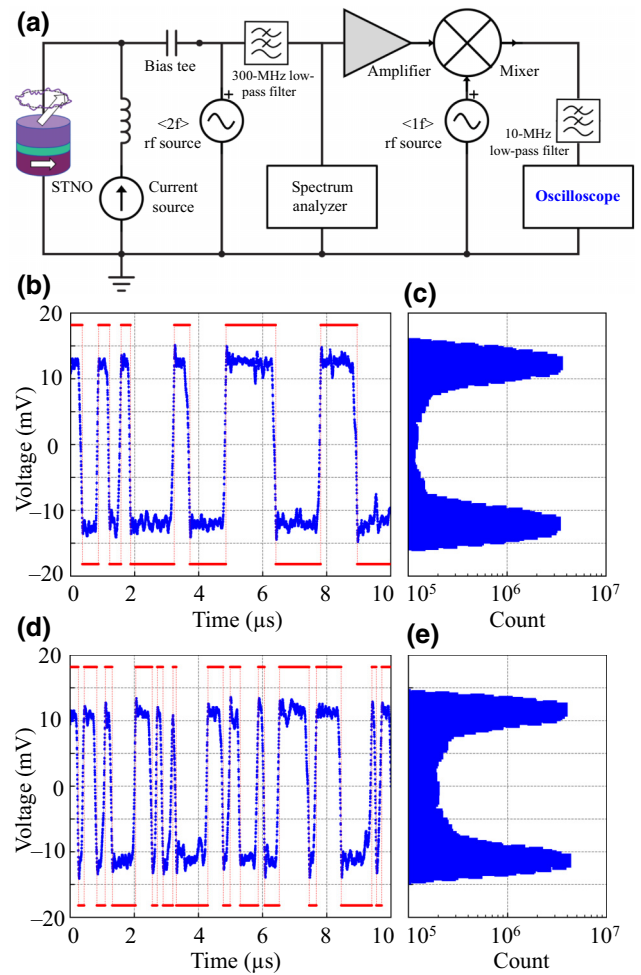 (a)
Bias tee
300-MHz low-
pass filter
Amplifier
Mixer
<2f>
rf source
<1f>
rf source
10-MHz
low-pass filter
STNO
Current
source
Spectrum
analyzer
Oscilloscope
+
+
(b)
(c)
20
10
0
−10
−20
Voltage (mV)
0 2 4 6 8 10
Time (µs)
10^5 10^6 10^7
Count
(d)
(e)
20
10
0
−10
−20
Voltage (mV)
0 2 4 6 8 10
Time (µs)
10^5 10^6 10^7
Count